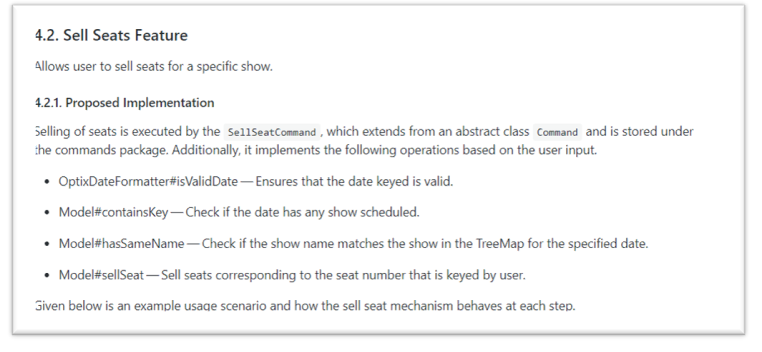 4.2. Sell Seats Feature
Allows user to sell seats for a specific show.
4.2.1. Proposed Implementation
Selling of seats is executed by the SellSeatCommand, which extends from an abstract class Command and is stored under
the commands package. Additionally, it implements the following operations based on the user input.
• OptixDateFormatter#isValidDate — Ensures that the date keyed is valid.
• Model#containsKey — Check if the date has any show scheduled.
• Model#hasSameName — Check if the show name matches the show in the TreeMap for the specified date.
• Model#sellSeat — Sell seats corresponding to the seat number that is keyed by user.
Given below is an example usage scenario and how the sell seat mechanism behaves at each step.